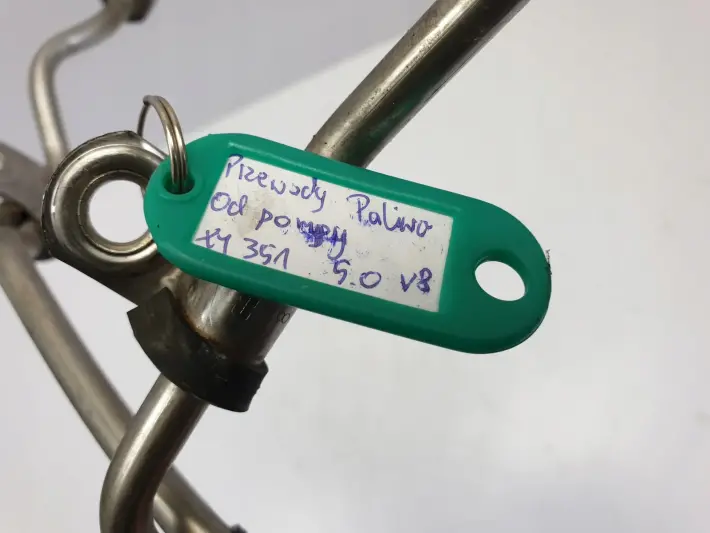 Przewody Paliwo
Od pompy
XJ 351 5.0 v8